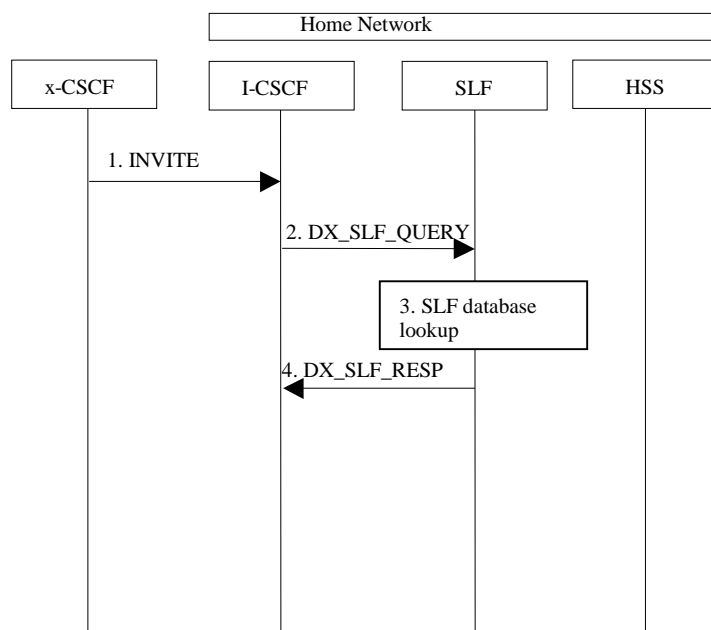 Home Network
x-CSCF
I-CSCF
SLF
HSS
1. INVITE
2. DX_SLF_QUERY
3. SLF database
lookup
4. DX_SLF_RESP